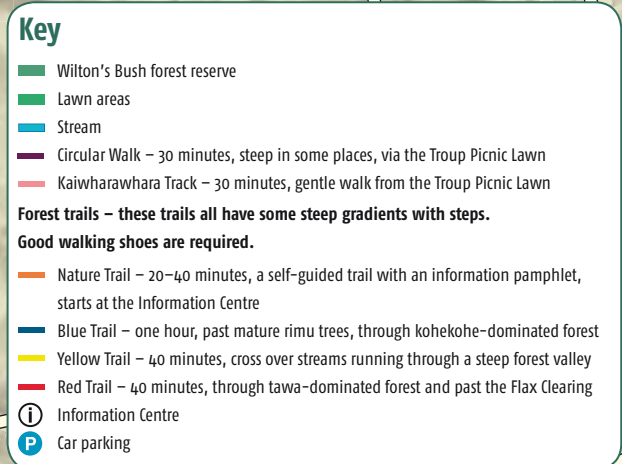 Key
Wilton's Bush forest reserve
Lawn areas
Stream
Circular Walk – 30 minutes, steep in some places, via the Troup Picnic Lawn
Kaiwharawhara Track – 30 minutes, gentle walk from the Troup Picnic Lawn
Forest trails – these trails all have some steep gradients with steps.
Good walking shoes are required.
Nature Trail – 20–40 minutes, a self-guided trail with an information pamphlet,
starts at the Information Centre
Blue Trail – one hour, past mature rimu trees, through kohekohe-dominated forest
Yellow Trail – 40 minutes, cross over streams running through a steep forest valley
Red Trail – 40 minutes, through tawa-dominated forest and past the Flax Clearing
i Information Centre
P Car parking